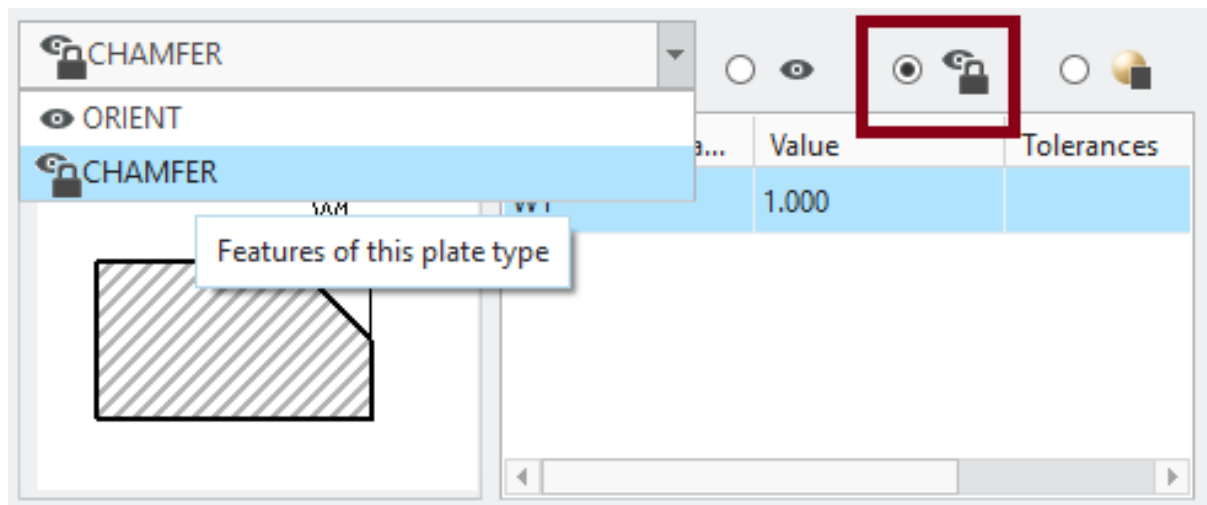 CHAMFER
ORIENT
CHAMFER
a... Value Tolerances
1.000
Features of this plate type